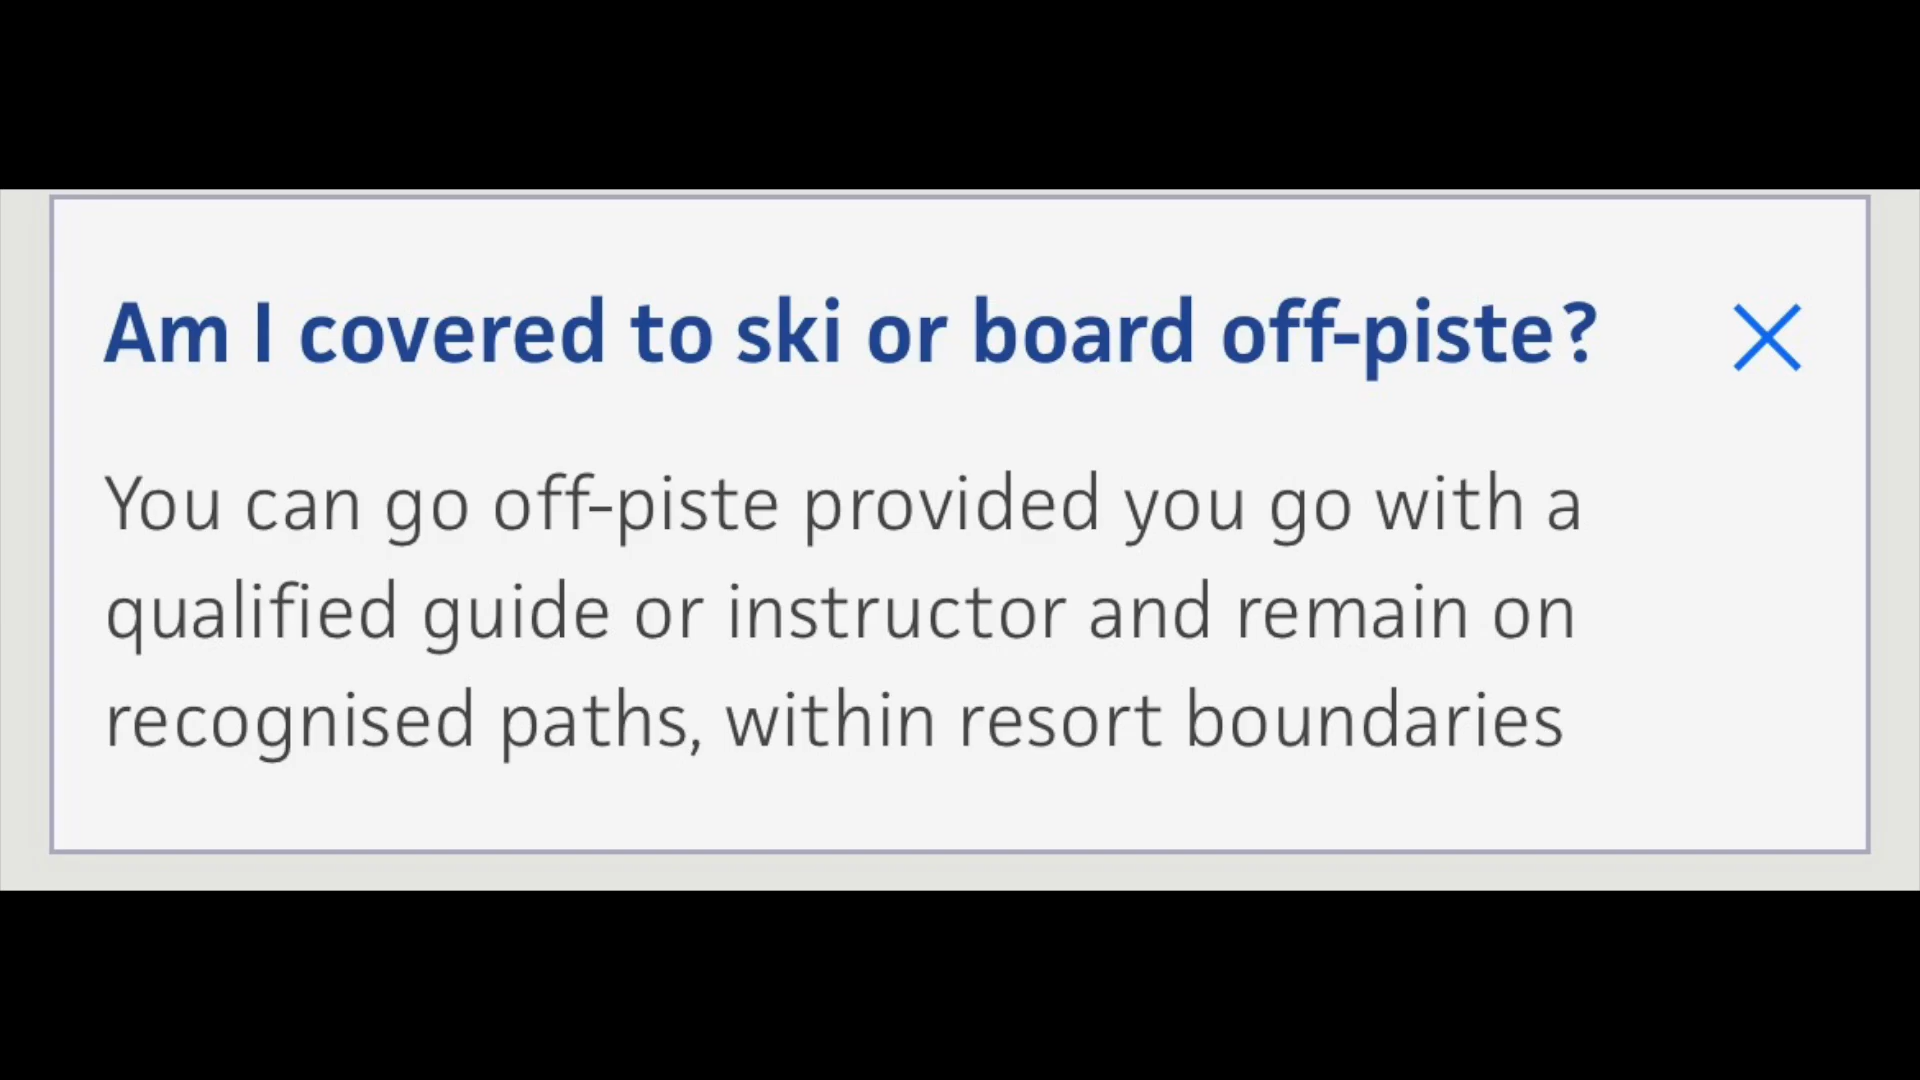 Am I covered to ski or board off-piste?
You can go off-piste provided you go with a
qualified guide or instructor and remain on
recognised paths, within resort boundaries